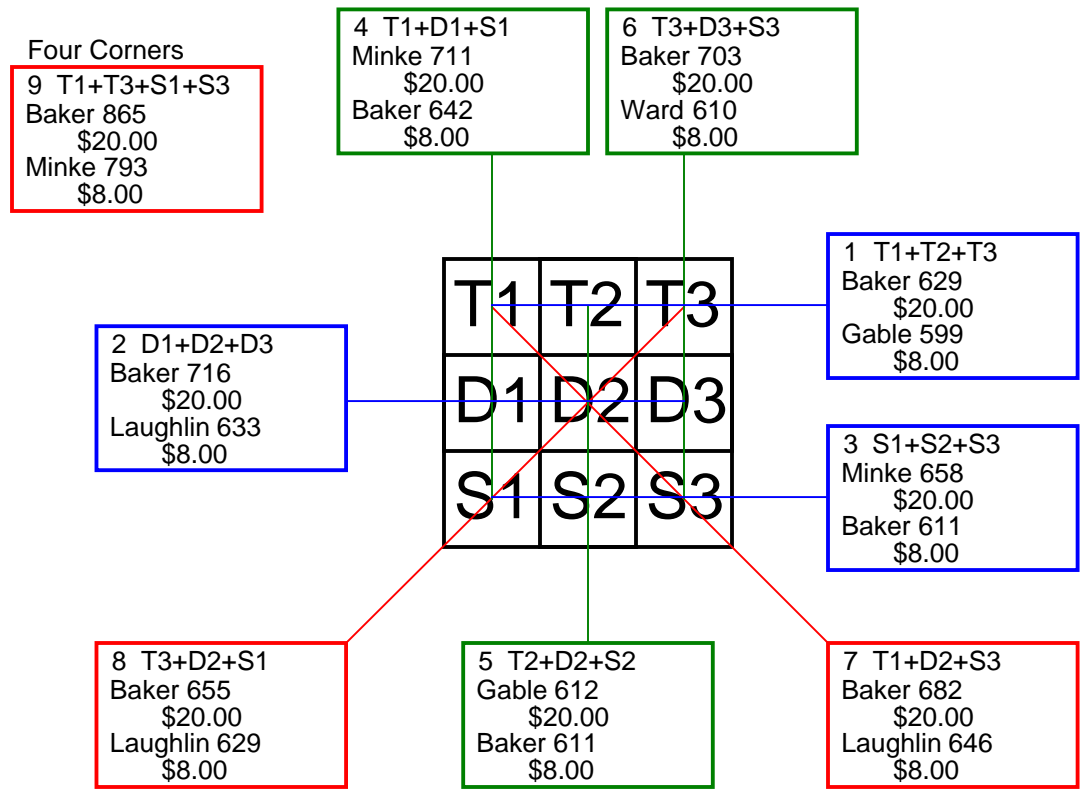 Four Corners
9 T1+T3+S1+S3
Baker 865
$20.00
Minke 793
$8.00
4 T1+D1+S1
Minke 711
$20.00
Baker 642
$8.00
6 T3+D3+S3
Baker 703
$20.00
Ward 610
$8.00
1 T1+T2+T3
Baker 629
$20.00
Gable 599
$8.00
2 D1+D2+D3
Baker 716
$20.00
Laughlin 633
$8.00
T1 T2 T3
D1 D2 D3
S1 S2 S3
3 S1+S2+S3
Minke 658
$20.00
Baker 611
$8.00
8 T3+D2+S1
Baker 655
$20.00
Laughlin 629
$8.00
5 T2+D2+S2
Gable 612
$20.00
Baker 611
$8.00
7 T1+D2+S3
Baker 682
$20.00
Laughlin 646
$8.00